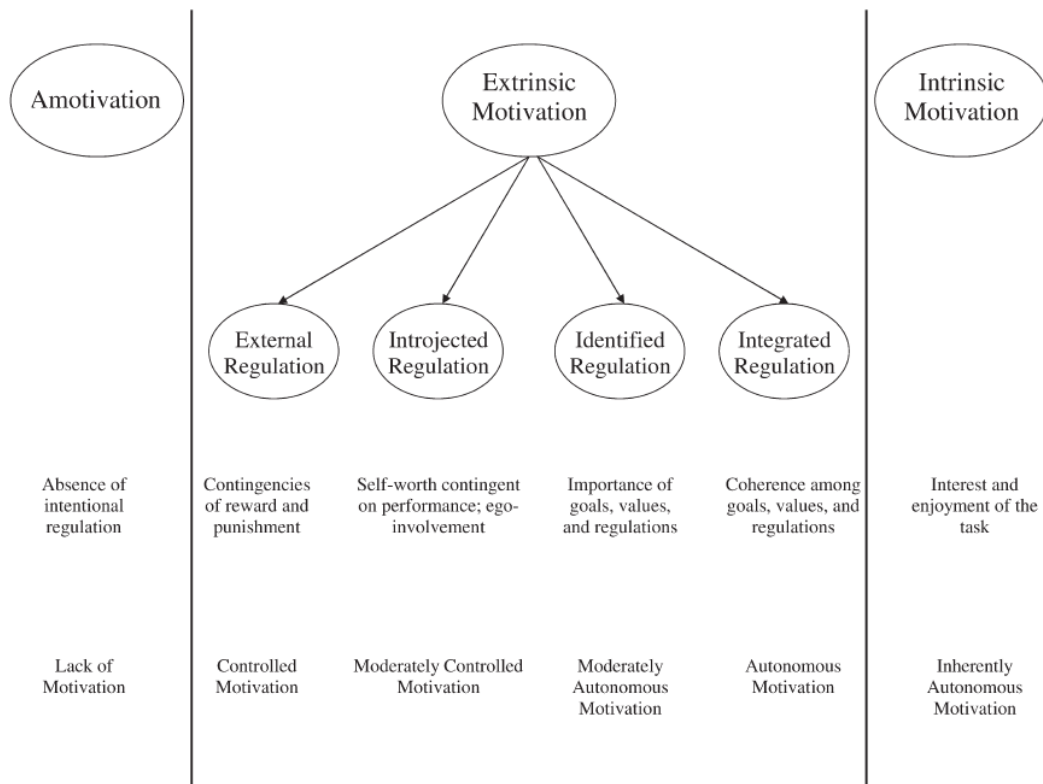 Amotivation
Extrinsic
Motivation
Intrinsic
Motivation
External
Regulation
Introjected
Regulation
Identified
Regulation
Integrated
Regulation
Absence of
intentional
regulation
Contingencies
of reward and
punishment
Self-worth contingent
on performance; ego-
involvement
Importance of
goals, values,
and regulations
Coherence among
goals, values, and
regulations
Interest and
enjoyment of the
task
Lack of
Motivation
Controlled
Motivation
Moderately Controlled
Motivation
Moderately
Autonomous
Motivation
Autonomous
Motivation
Inherently
Autonomous
Motivation